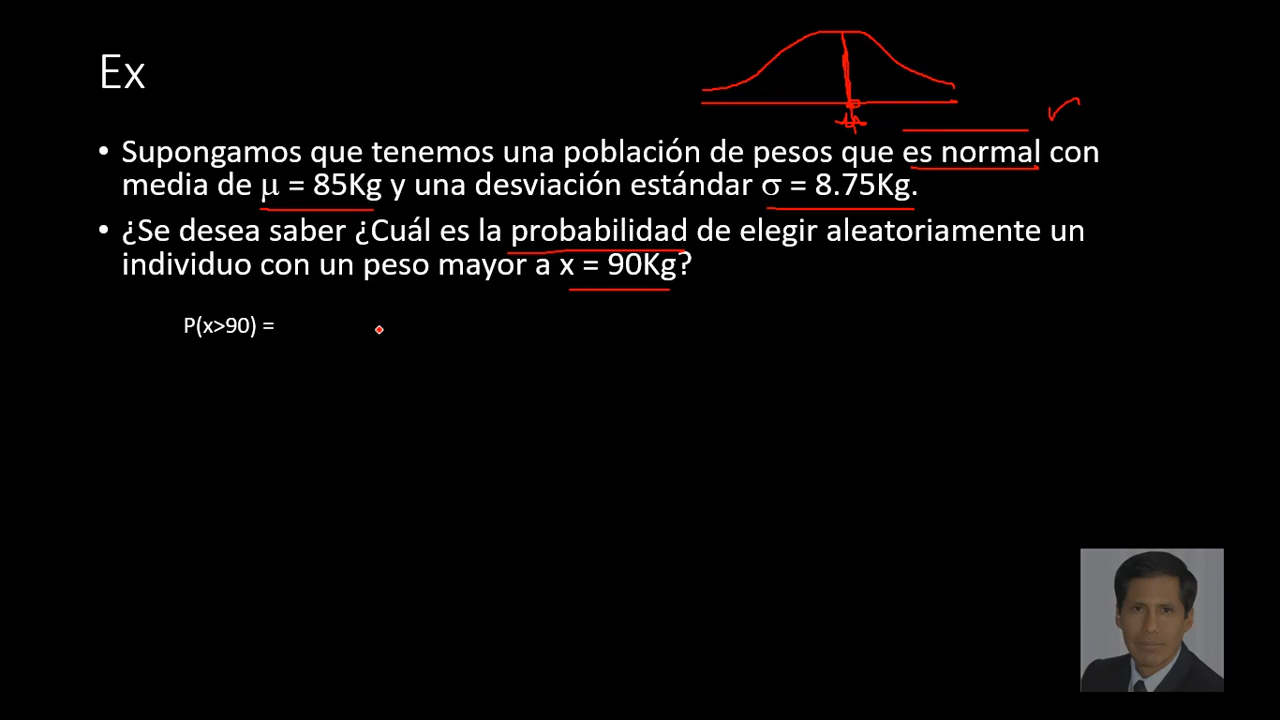 Ex
• Supongamos que tenemos una población de pesos que es normal con
media de μ = 85Kg y una desviación estándar σ = 8.75Kg.
• ¿Se desea saber ¿Cuál es la probabilidad de elegir aleatoriamente un
individuo con un peso mayor a x = 90Kg?
P(x>90) =